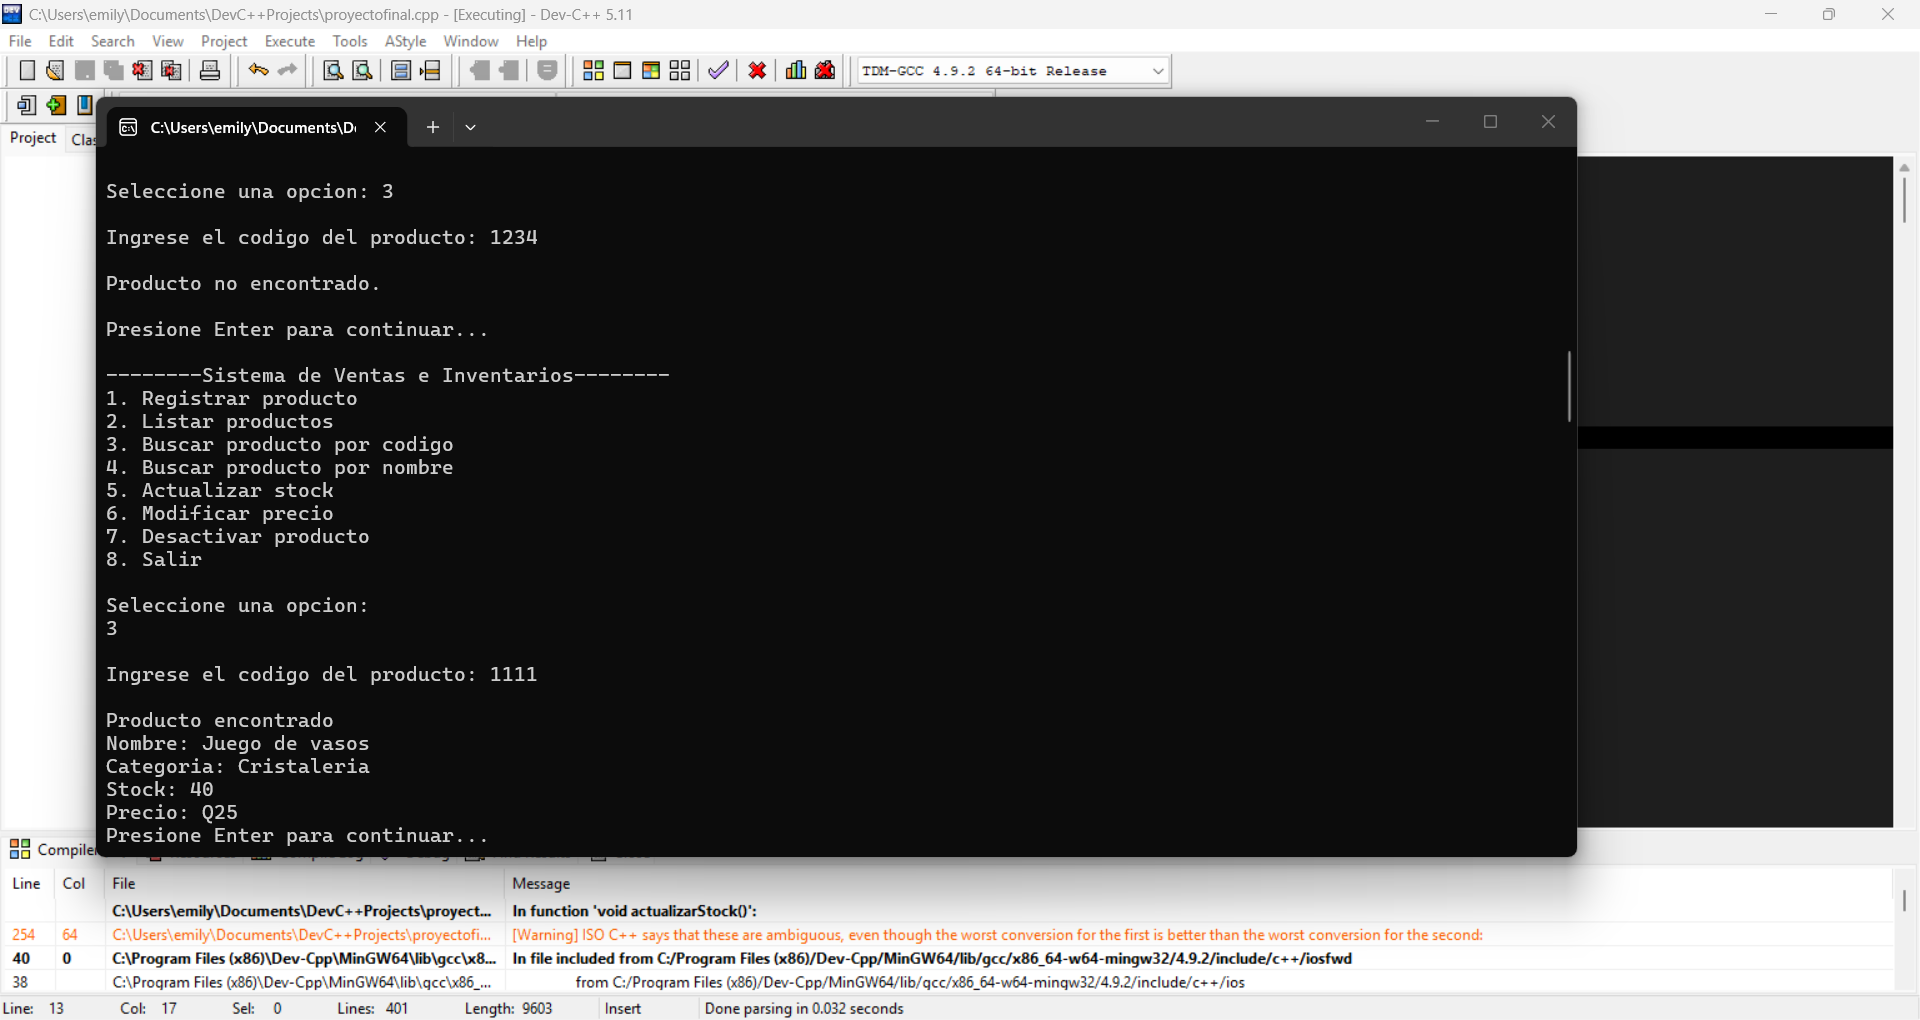 C:\Users\emily\Documents\DevC++Projects\proyectofinal.cpp - [Executing] - Dev-C++ 5.11
File Edit Search View Project Execute Tools AStyle Window Help
TDM-GCC 4.9.2 64-bit Release
Project Clas
C:\Users\emily\Documents\D
Seleccione una opcion: 3
Ingrese el codigo del producto: 1234
Producto no encontrado.
Presione Enter para continuar...
--------Sistema de Ventas e Inventarios--------
1. Registrar producto
2. Listar productos
3. Buscar producto por codigo
4. Buscar producto por nombre
5. Actualizar stock
6. Modificar precio
7. Desactivar producto
8. Salir
Seleccione una opcion:
3
Ingrese el codigo del producto: 1111
Producto encontrado
Nombre: Juego de vasos
Categoria: Cristaleria
Stock: 40
Precio: Q25
Presione Enter para continuar...
Compiler
Line Col File Message
C:\Users\emily\Documents\DevC++Projects\proyect... In function 'void actualizarStock()':
254 64 C:\Users\emily\Documents\DevC++Projects\proyectofi... [Warning] ISO C++ says that these are ambiguous, even though the worst conversion for the first is better than the worst conversion for the second:
40 0 C:\Program Files (x86)\Dev-Cpp\MinGW64\lib\gcc\x8... In file included from C:/Program Files (x86)/Dev-Cpp/MinGW64/lib/gcc/x86_64-w64-mingw32/4.9.2/include/c++/iosfwd
38 C:\Program Files (x86)\Dev-Cpp\MinGW64\lib\gcc\x86_... from C:/Program Files (x86)/Dev-Cpp/MinGW64/lib/gcc/x86_64-w64-mingw32/4.9.2/include/c++/ios
Line: 13 Col: 17 Sel: 0 Lines: 401 Length: 9603 Insert Done parsing in 0.032 seconds